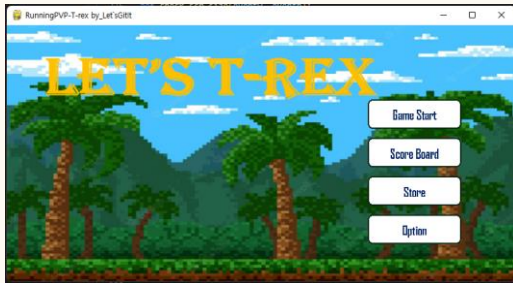 RunningPVP-T-rex by_Let'sGitit
LET'S T-REX
Game Start
Score Board
Store
Option